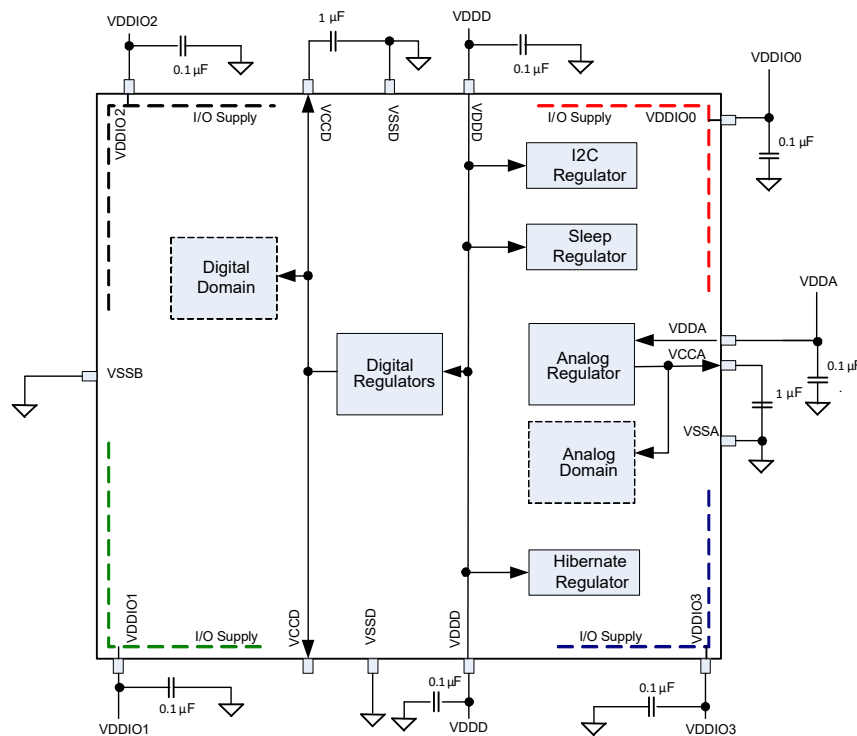 VDDIO2
1 µF
VDDD
VDDIO0
0.1 µF
0.1 µF
0.1 µF
VDDIO2
I/O Supply
VCCD
VSSD
VDDD
I/O Supply
VDDIO0
I2C
Regulator
Sleep
Regulator
Digital
Domain
VDDA
VDDA
Analog
Regulator
VCCA
0.1 µF
.
Digital
Regulators
VSSB
1 µF
VSSA
Analog
Domain
Hibernate
Regulator
VDDIO1
I/O Supply
VCCD
VSSD
VDDD
I/O Supply
VDDIO3
0.1 µF
0.1 µF
0.1 µF
VDDIO1
VDDD
VDDIO3